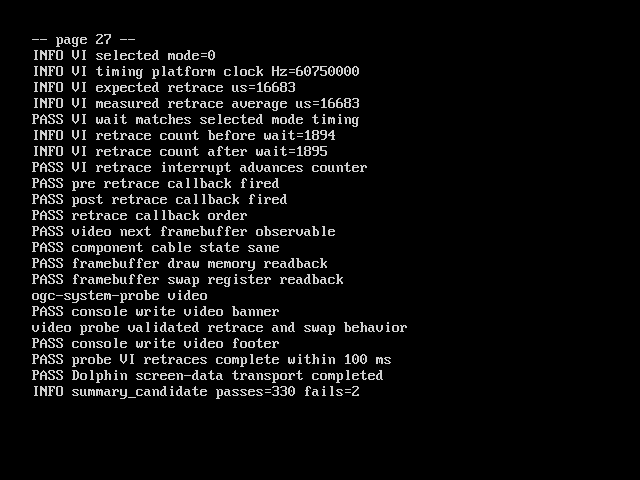 -- page 27 --
INFO VI selected mode=0
INFO VI timing platform clock Hz=60750000
INFO VI expected retrace us=16683
INFO VI measured retrace average us=16683
PASS VI wait matches selected mode timing
INFO VI retrace count before wait=1894
INFO VI retrace count after wait=1895
PASS VI retrace interrupt advances counter
PASS pre retrace callback fired
PASS post retrace callback fired
PASS retrace callback order
PASS video next framebuffer observable
PASS component cable state sane
PASS framebuffer draw memory readback
PASS framebuffer swap register readback
ogc-system-probe video
PASS console write video banner
video probe validated retrace and swap behavior
PASS console write video footer
PASS probe VI retraces complete within 100 ms
PASS Dolphin screen-data transport completed
INFO summary_candidate passes=330 fails=2